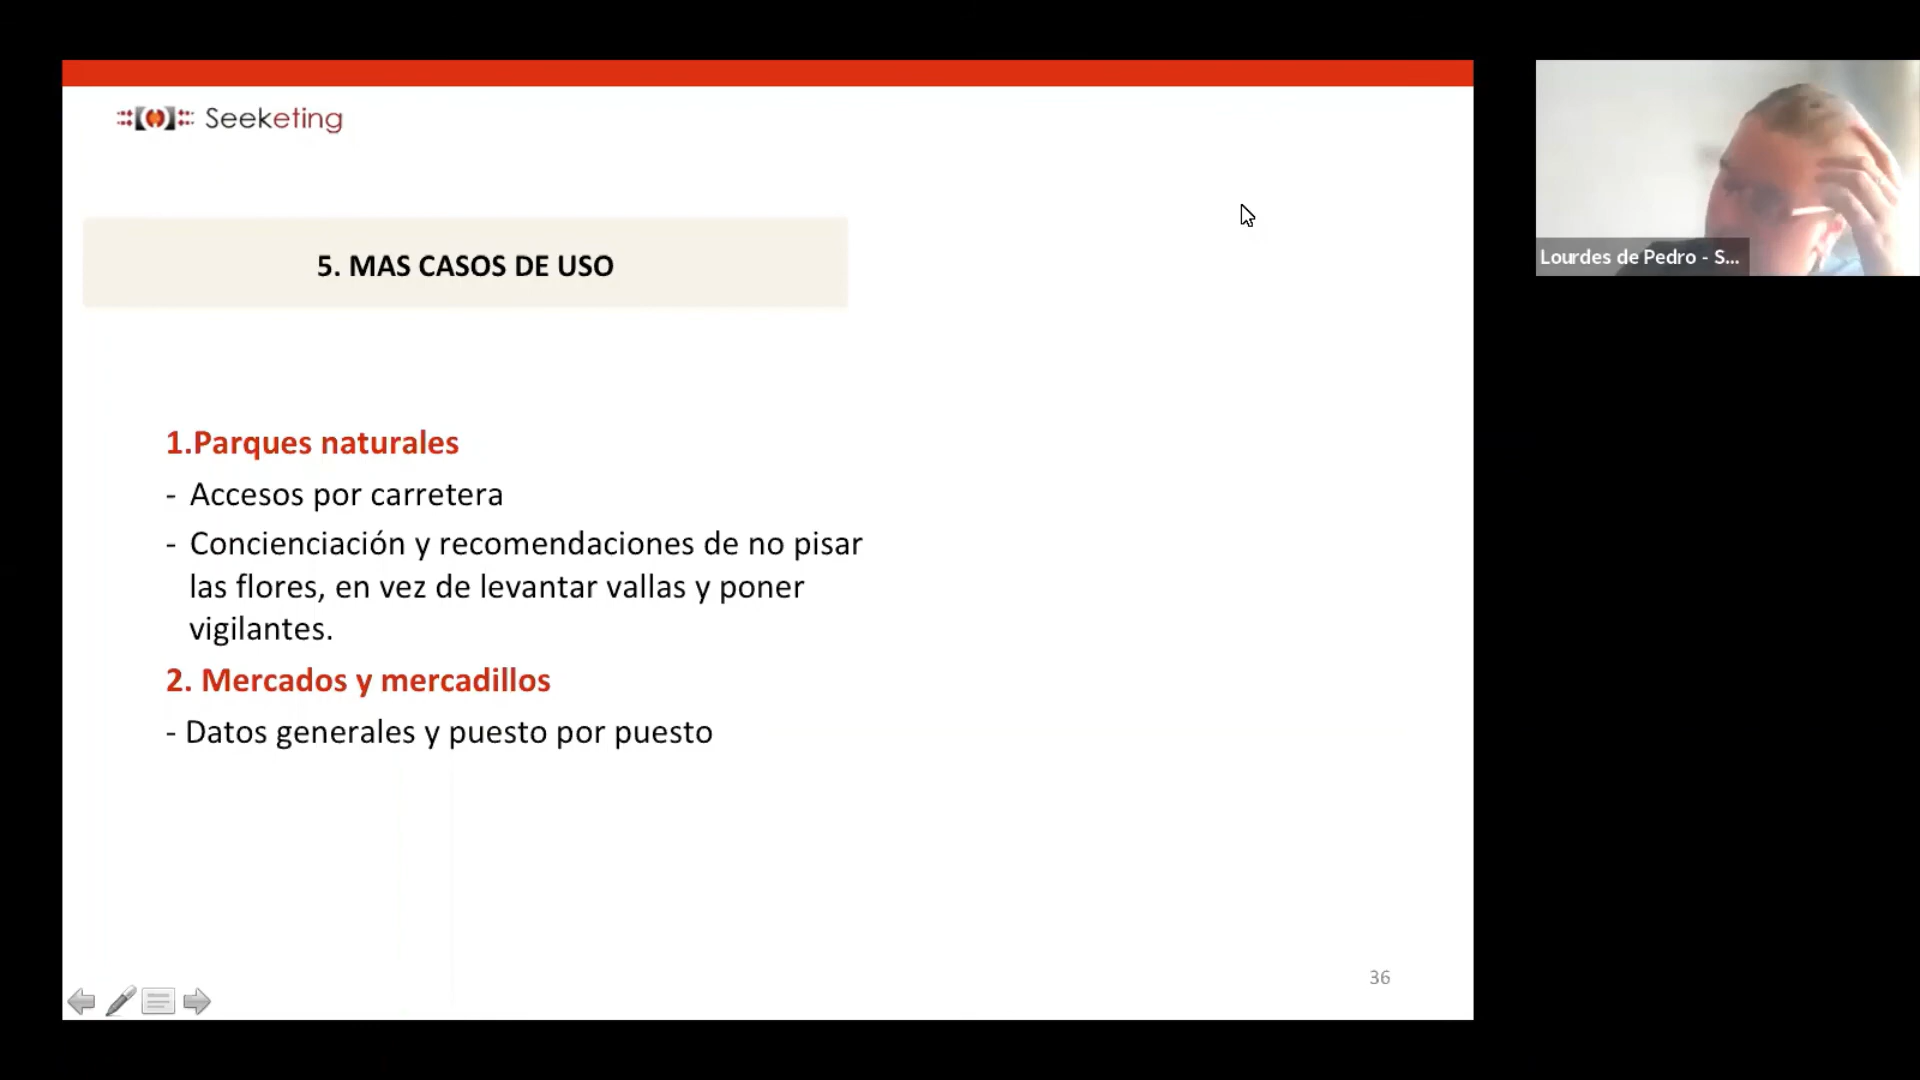 Seeketing
5. MAS CASOS DE USO
1.Parques naturales
- Accesos por carretera
- Concienciación y recomendaciones de no pisar
las flores, en vez de levantar vallas y poner
vigilantes.
2. Mercados y mercadillos
- Datos generales y puesto por puesto
36
Lourdes de Pedro - S...